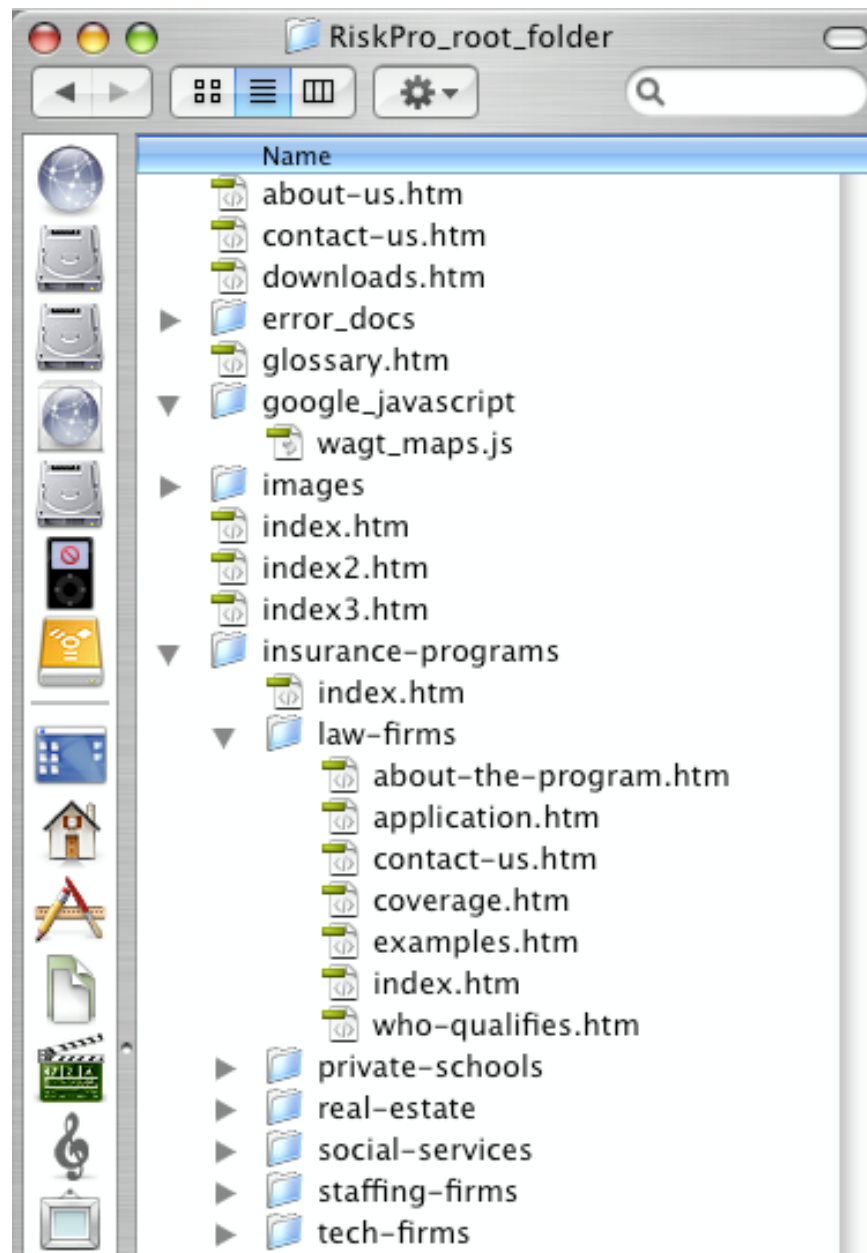 RiskPro_root_folder
Name
about-us.htm
contact-us.htm
downloads.htm
error_docs
glossary.htm
google_javascript
wagt_maps.js
images
index.htm
index2.htm
index3.htm
insurance-programs
index.htm
law-firms
about-the-program.htm
application.htm
contact-us.htm
coverage.htm
examples.htm
index.htm
who-qualifies.htm
private-schools
real-estate
social-services
staffing-firms
tech-firms